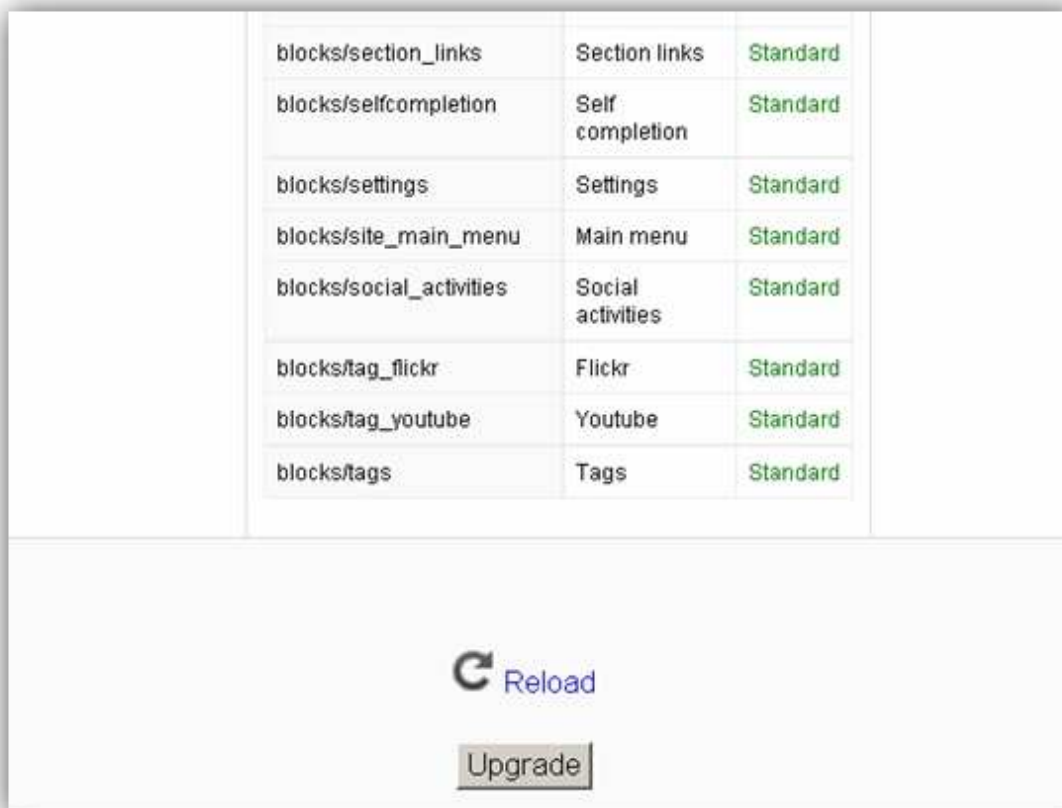 blocks/section_links Section links Standard
blocks/selfcompletion Self Standard
completion
blocks/settings Settings Standard
blocks/site_main_menu Main menu Standard
blocks/social_activities Social Standard
activities
blocks/tag_flickr Flickr Standard
blocks/tag_youtube Youtube Standard
blocks/tags Tags Standard
Reload
Upgrade